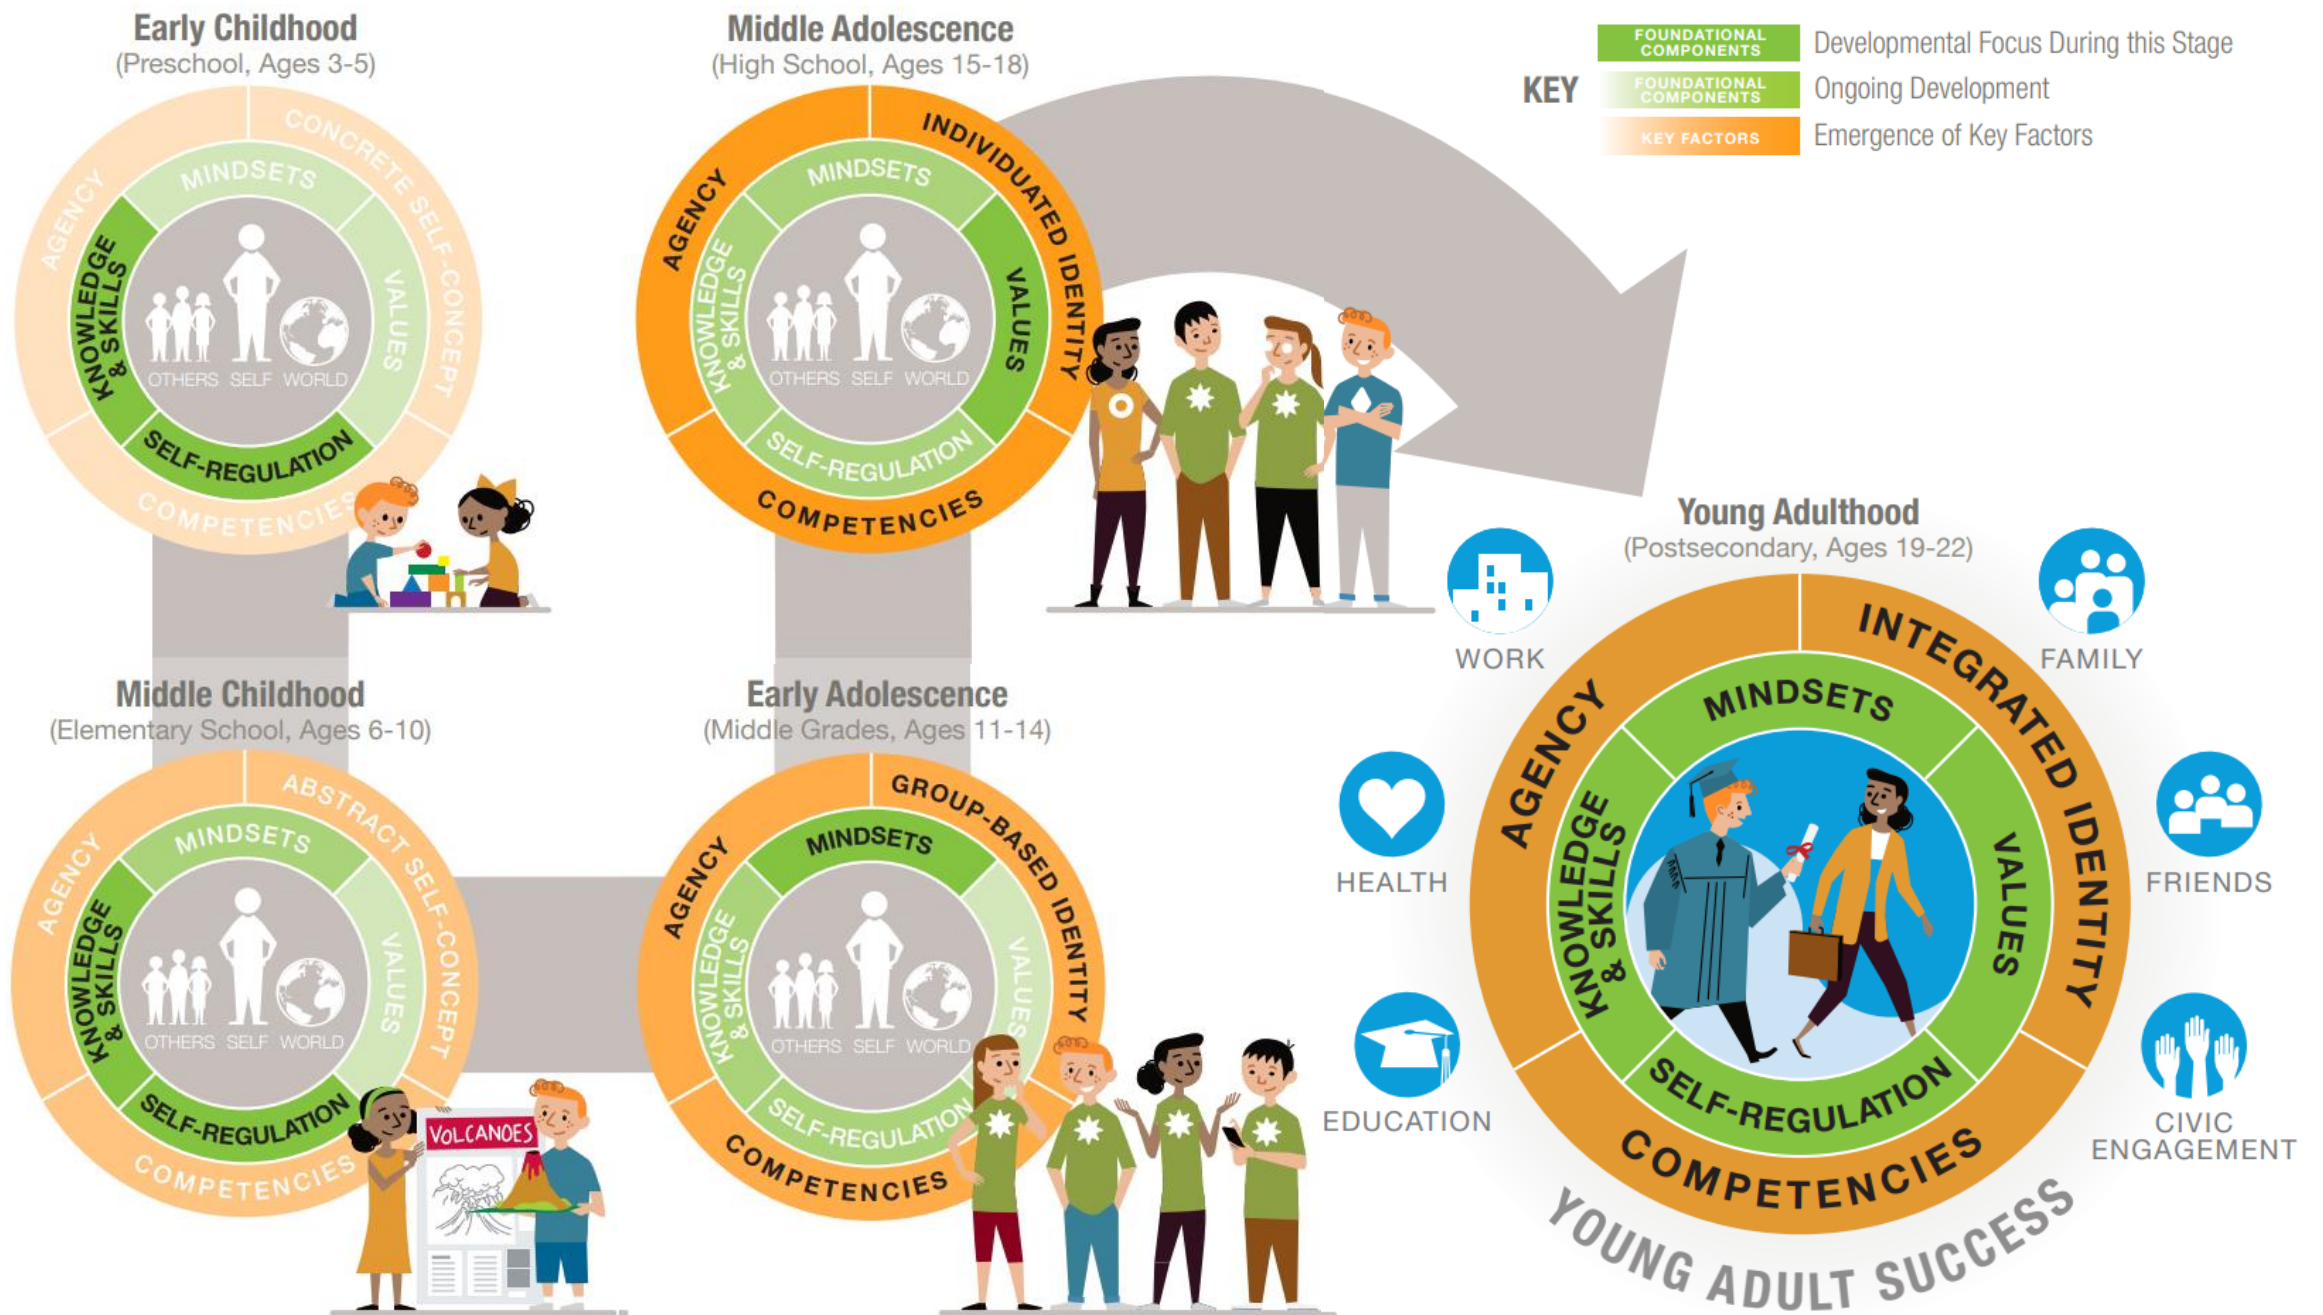 Early Childhood
(Preschool, Ages 3-5)
AGENCY
CONCRETE SELF-CONCEPT
COMPETENCIES
MINDSETS
VALUES
SELF-REGULATION
KNOWLEDGE
& SKILLS
OTHERS SELF WORLD
Middle Childhood
(Elementary School, Ages 6-10)
AGENCY
ABSTRACT SELF-CONCEPT
COMPETENCIES
MINDSETS
VALUES
SELF-REGULATION
KNOWLEDGE
& SKILLS
OTHERS SELF WORLD
VOLCANOES
Early Adolescence
(Middle Grades, Ages 11-14)
AGENCY
GROUP-BASED IDENTITY
COMPETENCIES
MINDSETS
VALUES
SELF-REGULATION
KNOWLEDGE
& SKILLS
OTHERS SELF WORLD
Middle Adolescence
(High School, Ages 15-18)
AGENCY
INDIVIDUATED IDENTITY
COMPETENCIES
MINDSETS
VALUES
SELF-REGULATION
KNOWLEDGE
& SKILLS
OTHERS SELF WORLD
KEY
FOUNDATIONAL
COMPONENTS
Developmental Focus During this Stage
FOUNDATIONAL
COMPONENTS
Ongoing Development
KEY FACTORS
Emergence of Key Factors
Young Adulthood
(Postsecondary, Ages 19-22)
AGENCY
INTEGRATED IDENTITY
COMPETENCIES
MINDSETS
VALUES
SELF-REGULATION
KNOWLEDGE
& SKILLS
WORK
HEALTH
EDUCATION
FAMILY
FRIENDS
CIVIC
ENGAGEMENT
YOUNG ADULT SUCCESS